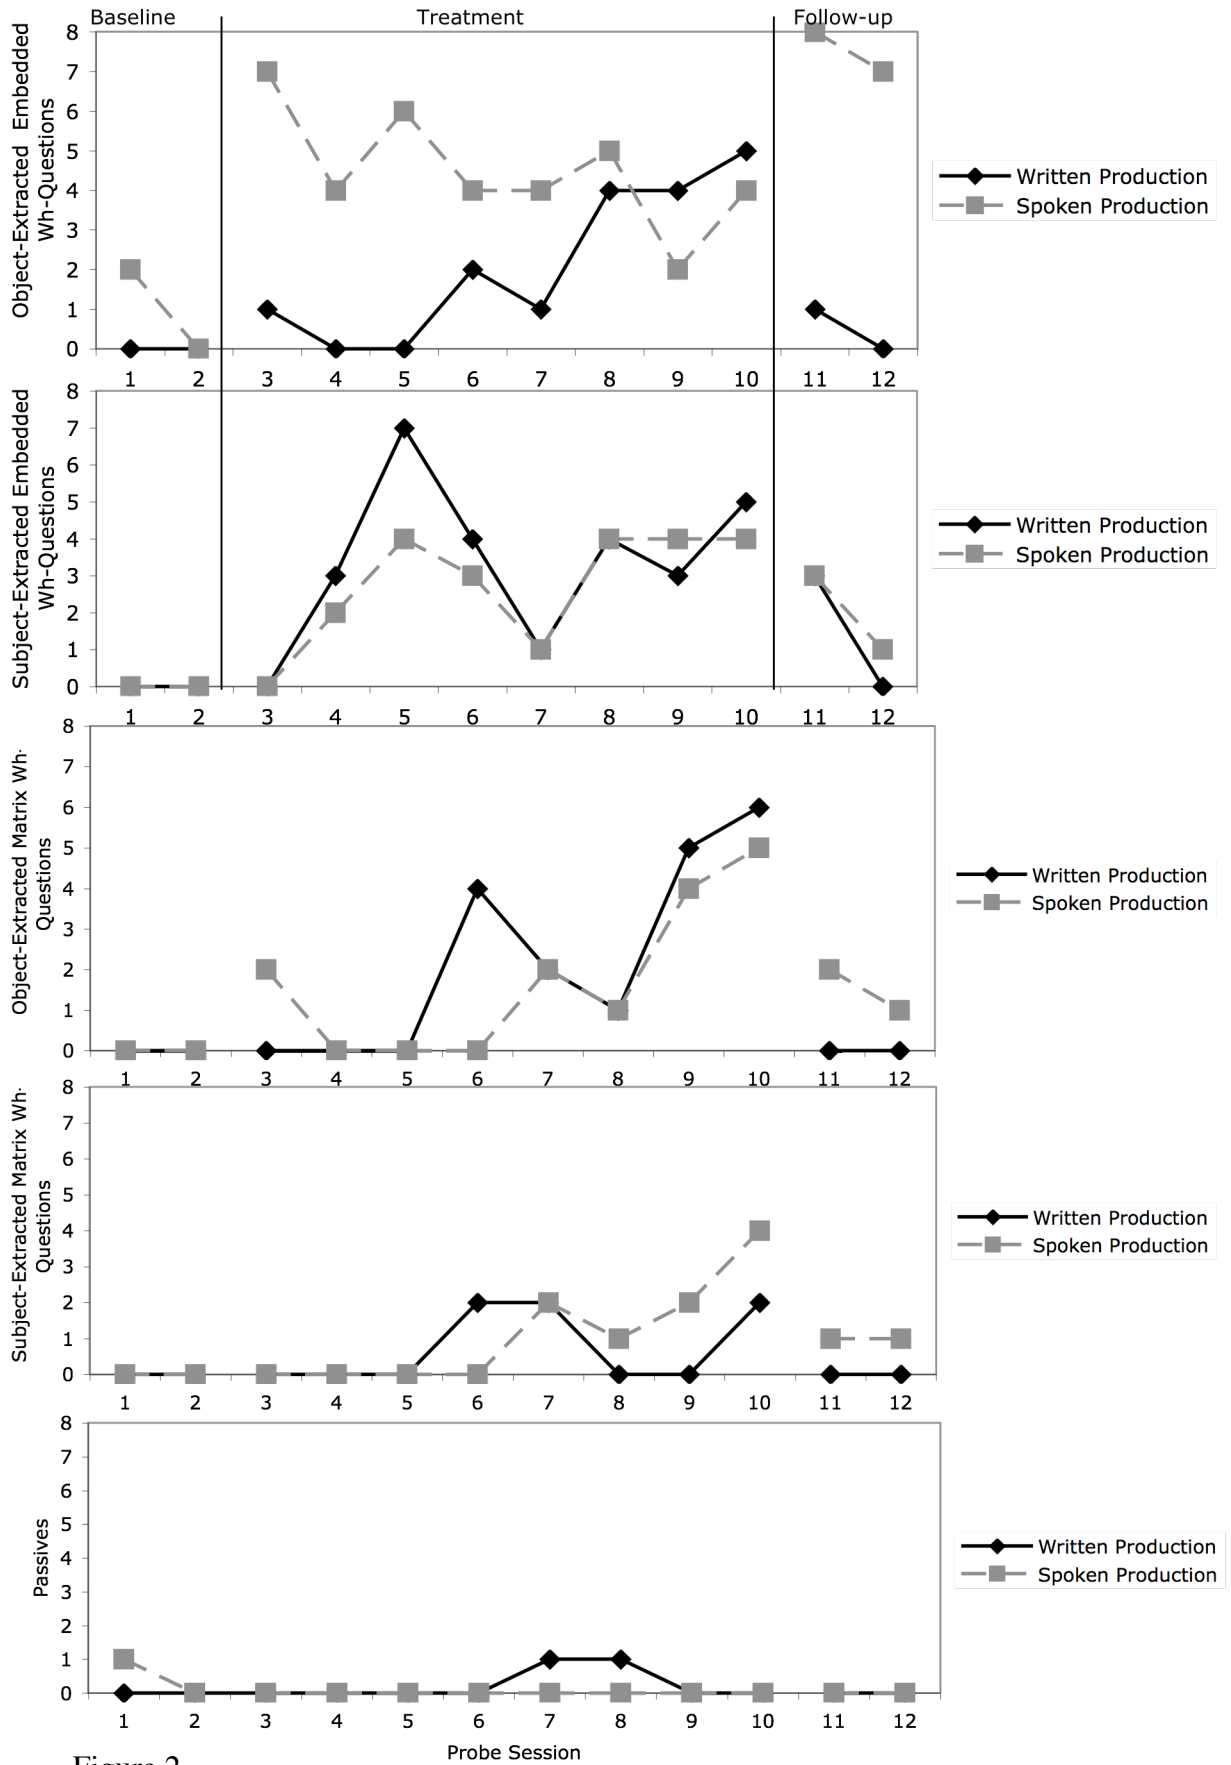 Baseline Treatment Follow-up
Object-Extracted Embedded
Wh-Questions
8
7
6
5
4
3
2
1
0
1 2 3 4 5 6 7 8 9 10 11 12
Written Production
Spoken Production
Subject-Extracted Embedded
Wh-Questions
8
7
6
5
4
3
2
1
0
1 2 3 4 5 6 7 8 9 10 11 12
Written Production
Spoken Production
Object-Extracted Matrix Wh-
Questions
8
7
6
5
4
3
2
1
0
1 2 3 4 5 6 7 8 9 10 11 12
Written Production
Spoken Production
Subject-Extracted Matrix Wh-
Questions
8
7
6
5
4
3
2
1
0
1 2 3 4 5 6 7 8 9 10 11 12
Written Production
Spoken Production
Passives
8
7
6
5
4
3
2
1
0
1 2 3 4 5 6 7 8 9 10 11 12
Written Production
Spoken Production
Probe Session
Figure 2